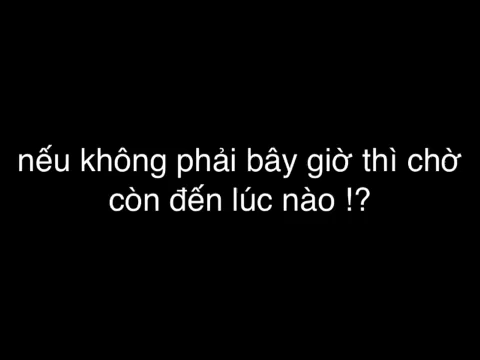 nếu không phải bây giờ thì chờ
còn đến lúc nào !?